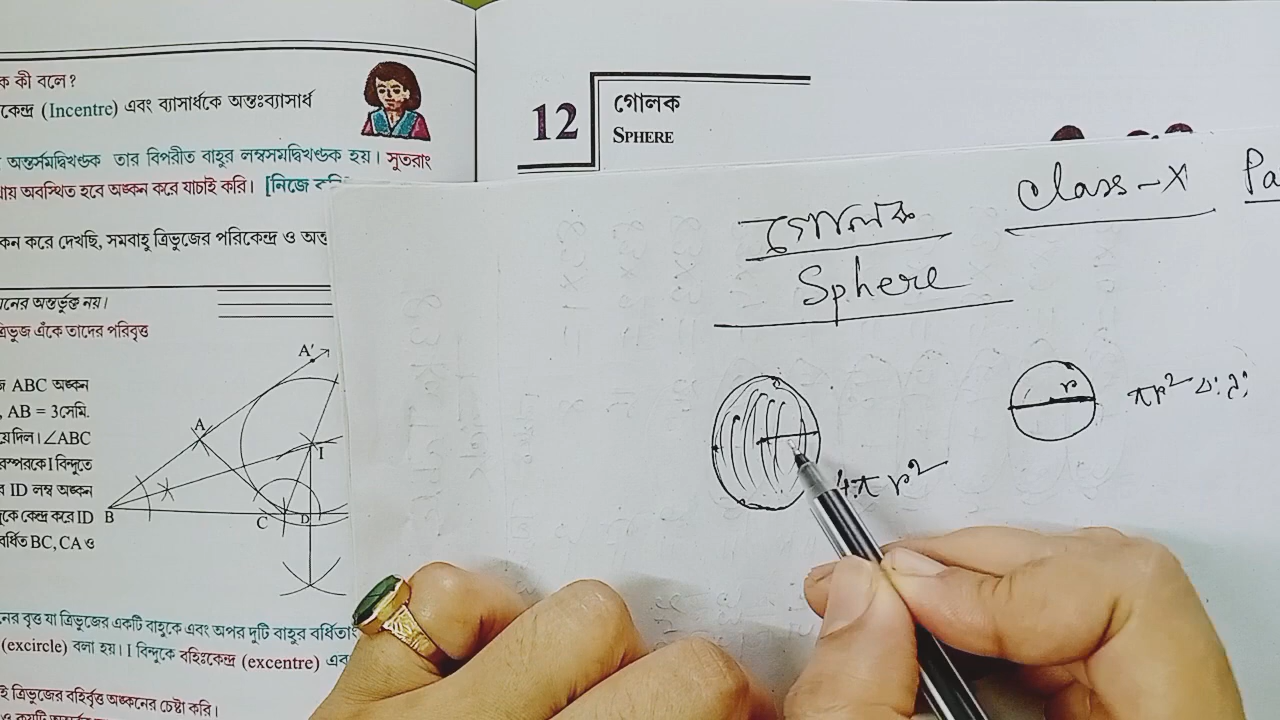 ক কী বলে?
কেন্দ্র (Incentre) এবং ব্যাসার্ধকে অন্তঃব্যাসার্ধ
অন্তর্সমদ্বিখণ্ডক তার বিপরীত বাহুর লম্বসমদ্বিখণ্ডক হয়। সুতরাং
থায় অবস্থিত হবে অঙ্কন করে যাচাই করি। [নিজে করি
কন করে দেখছি, সমবাহু ত্রিভুজের পরিকেন্দ্র ও অন্ত
নের অন্তর্ভুক্ত নয়।
ত্রিভুজ এঁকে তাদের পরিবৃত্ত
ABC অঙ্কন
, AB = 3সেমি.
য়ে দিল। ∠ABC
রস্পরকে I বিন্দুতে
ID লম্ব অঙ্কন
কে কেন্দ্র করে ID
বর্ধিত BC, CA ও
A'
A
I
B
C
D
নের বৃত্ত যা ত্রিভুজের একটি বাহুকে এবং অপর দুটি বাহুর বর্ধিতাং
(excircle) বলা হয়। I বিন্দুকে বহিঃকেন্দ্র (excentre) এব
ই ত্রিভুজের বহির্বৃত্ত অঙ্কনের চেষ্টা করি।
12
গোলক
SPHERE
গোলক
Class-X
Pa
Sphere
4πr²
r
πr²